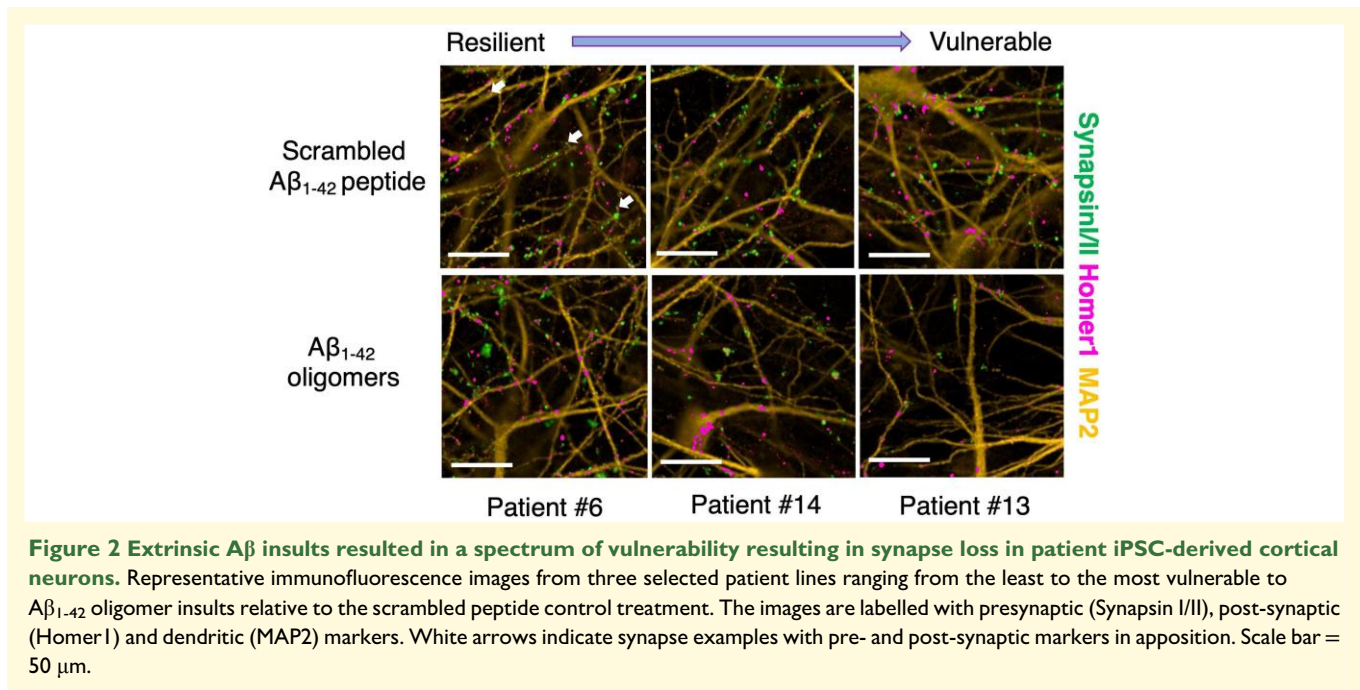 Resilient Vulnerable
Scrambled
Aβ₁₋₄₂ peptide
Aβ₁₋₄₂
oligomers
SynapsinI/II Homer1 MAP2
Patient #6 Patient #14 Patient #13
Figure 2 Extrinsic Aβ insults resulted in a spectrum of vulnerability resulting in synapse loss in patient iPSC-derived cortical
neurons. Representative immunofluorescence images from three selected patient lines ranging from the least to the most vulnerable to
Aβ₁₋₄₂ oligomer insults relative to the scrambled peptide control treatment. The images are labelled with presynaptic (Synapsin I/II), post-synaptic
(Homer1) and dendritic (MAP2) markers. White arrows indicate synapse examples with pre- and post-synaptic markers in apposition. Scale bar =
50 μm.